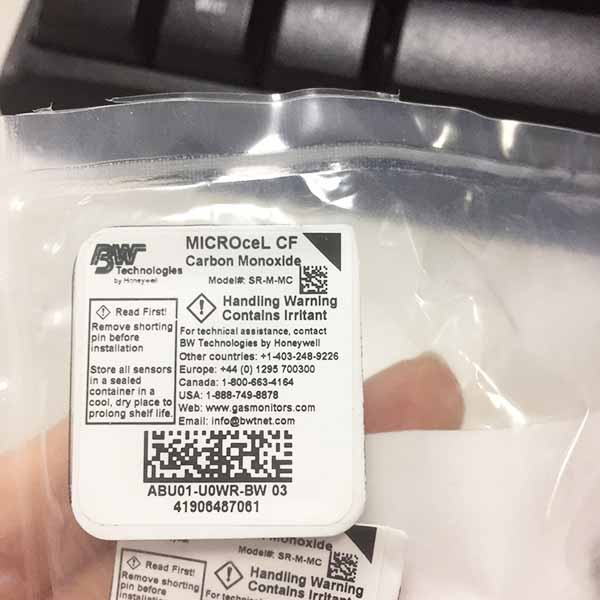 BW
Technologies
by Honeywell
MICROceL CF
Carbon Monoxide
Model#: SR-M-MC
Read First!
Remove shorting
pin before
installation
Store all sensors
in a sealed
container in a
cool, dry place to
prolong shelf life.
Handling Warning
Contains Irritant
For technical assistance, contact
BW Technologies by Honeywell
Other countries: +1-403-248-9226
Europe: +44 (0) 1295 700300
Canada: 1-800-663-4164
USA: 1-888-749-8878
Web: www.gasmonitors.com
Email: info@bwtnet.com
ABU01-U0WR-BW 03
41906487061
Monoxide
Model#: SR-M-MC
Read First!
Remove shorting
pin before
Handling Warning
Contains
For